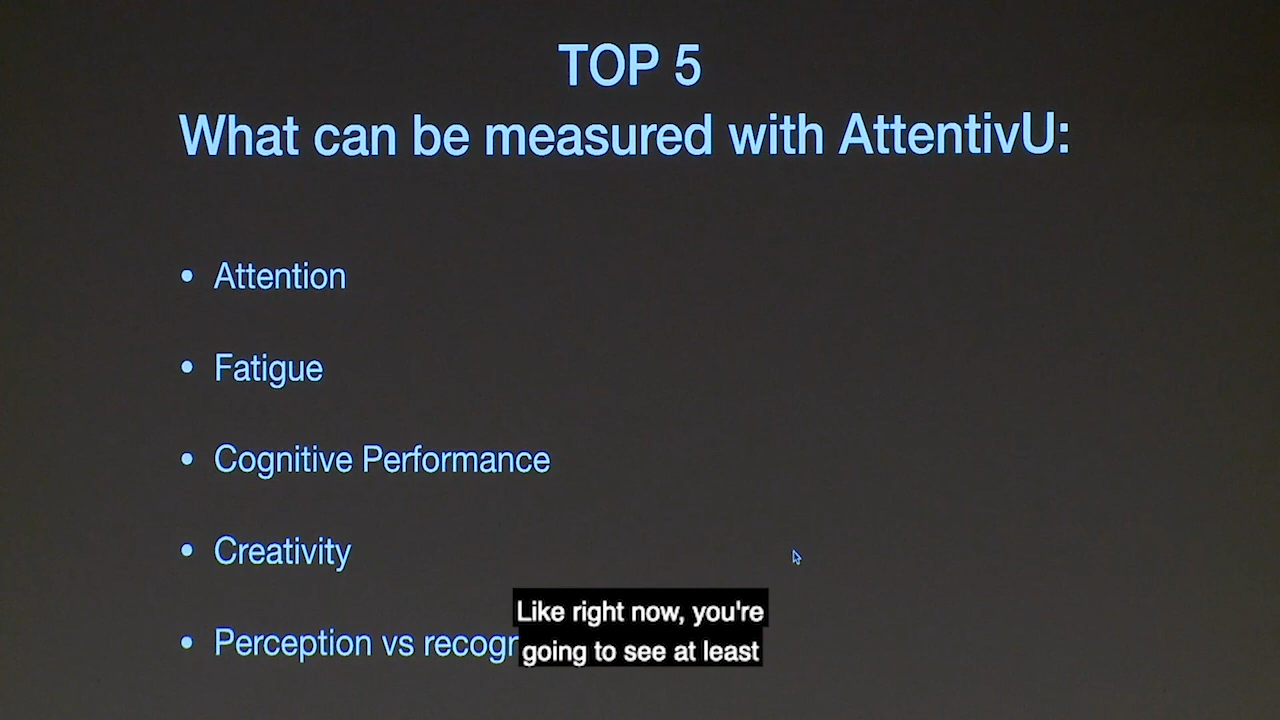 TOP 5
What can be measured with AttentivU:
• Attention
• Fatigue
• Cognitive Performance
• Creativity
• Perception vs
Like right now, you're
going to see at least